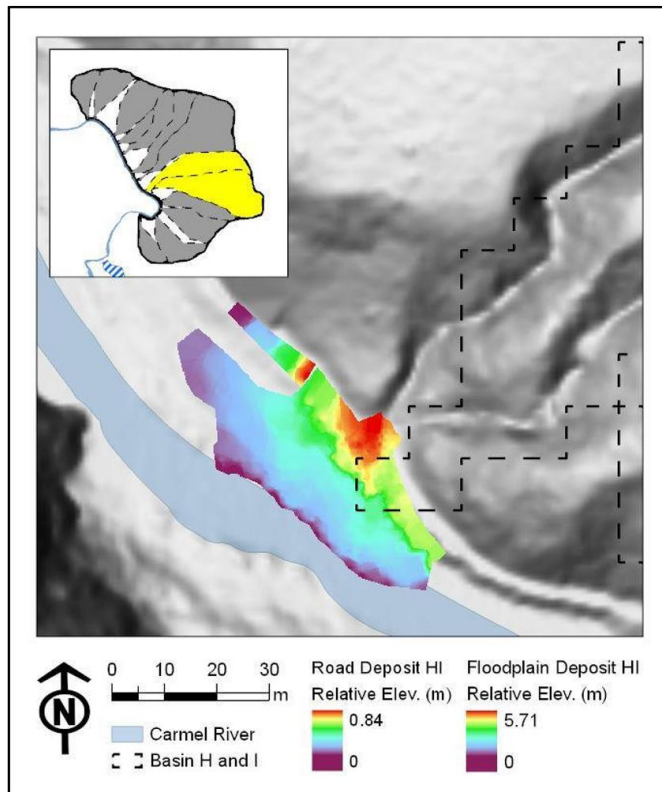 N
0 10 20 30
m
Carmel River
Basin H and I
Road Deposit HI
Relative Elev. (m)
0.84
0
Floodplain Deposit HI
Relative Elev. (m)
5.71
0